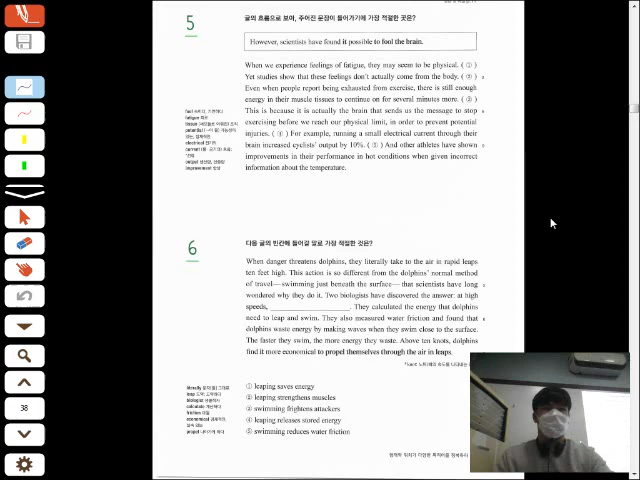 5
글의 흐름으로 보아, 주어진 문장이 들어가기에 가장 적절한 곳은?
However, scientists have found it possible to fool the brain.
When we experience feelings of fatigue, they may seem to be physical. ( ① )
Yet studies show that these feelings don't actually come from the body. ( ② )
Even when people report being exhausted from exercise, there is still enough
energy in their muscle tissues to continue on for several minutes more. ( ③ )
This is because it is actually the brain that sends us the message to stop
exercising before we reach our physical limit, in order to prevent potential
injuries. ( ④ ) For example, running a small electrical current through their
brain increased cyclists' output by 10%. ( ⑤ ) And other athletes have shown
improvements in their performance in hot conditions when given incorrect
information about the temperature.
fatigue 피로
improvement 향상
6
다음 글의 빈칸에 들어갈 말로 가장 적절한 것은?
When danger threatens dolphins, they literally take to the air in rapid leaps
ten feet high. This action is so different from the dolphins' normal method
of travel—swimming just beneath the surface—that scientists have long
wondered why they do it. Two biologists have discovered the answer: at high
speeds, ____________________. They calculated the energy that dolphins
need to leap and swim. They also measured water friction and found that
dolphins waste energy by making waves when they swim close to the surface.
The faster they swim, the more energy they waste. Above ten knots, dolphins
find it more economical to propel themselves through the air in leaps.
① leaping saves energy
② leaping strengthens muscles
③ swimming frightens attackers
④ leaping releases stored energy
⑤ swimming reduces water friction
38